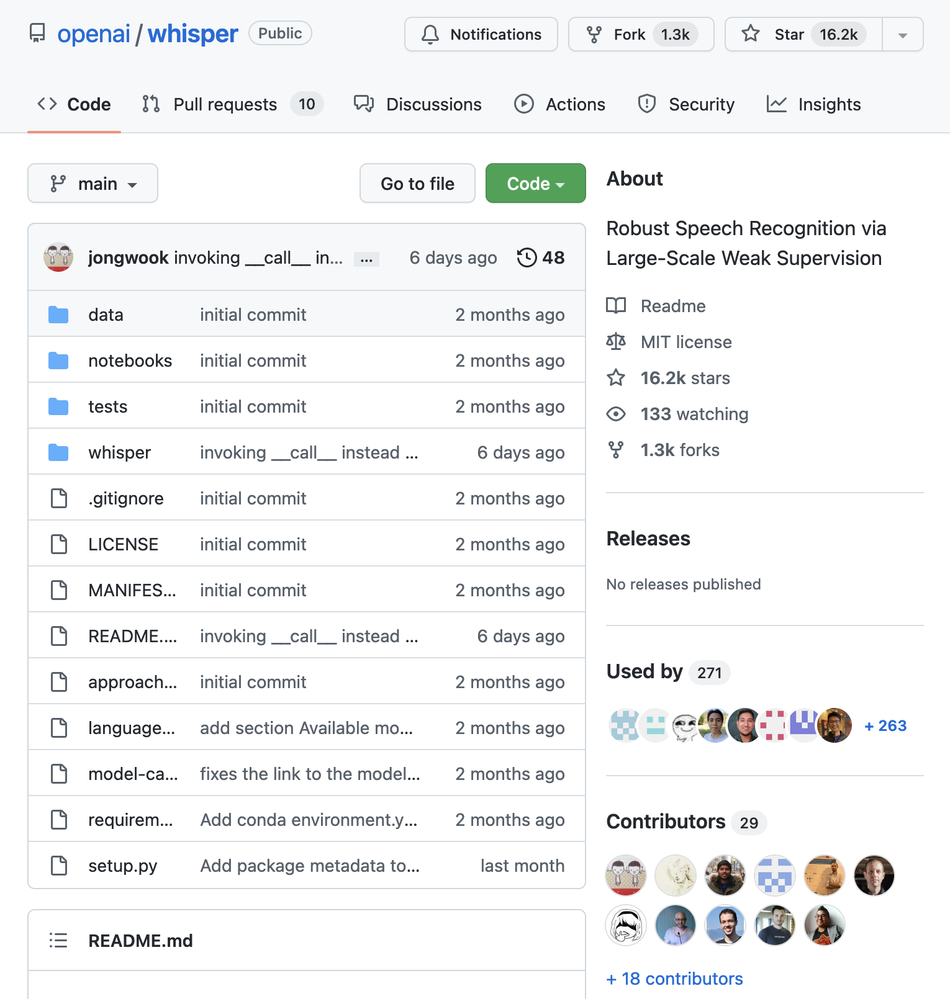 openai / whisper Public Notifications Fork 1.3k Star 16.2k
Code Pull requests 10 Discussions Actions Security Insights
main Go to file Code
jongwook invoking __call__ in... ... 6 days ago 48
data initial commit 2 months ago
notebooks initial commit 2 months ago
tests initial commit 2 months ago
whisper invoking __call__ instead ... 6 days ago
.gitignore initial commit 2 months ago
LICENSE initial commit 2 months ago
MANIFES... initial commit 2 months ago
README.... invoking __call__ instead ... 6 days ago
approach... initial commit 2 months ago
language... add section Available mo... 2 months ago
model-ca... fixes the link to the model... 2 months ago
requirem... Add conda environment.y... 2 months ago
setup.py Add package metadata to... last month
README.md
About
Robust Speech Recognition via
Large-Scale Weak Supervision
Readme
MIT license
16.2k stars
133 watching
1.3k forks
Releases
No releases published
Used by 271
+ 263
Contributors 29
+ 18 contributors